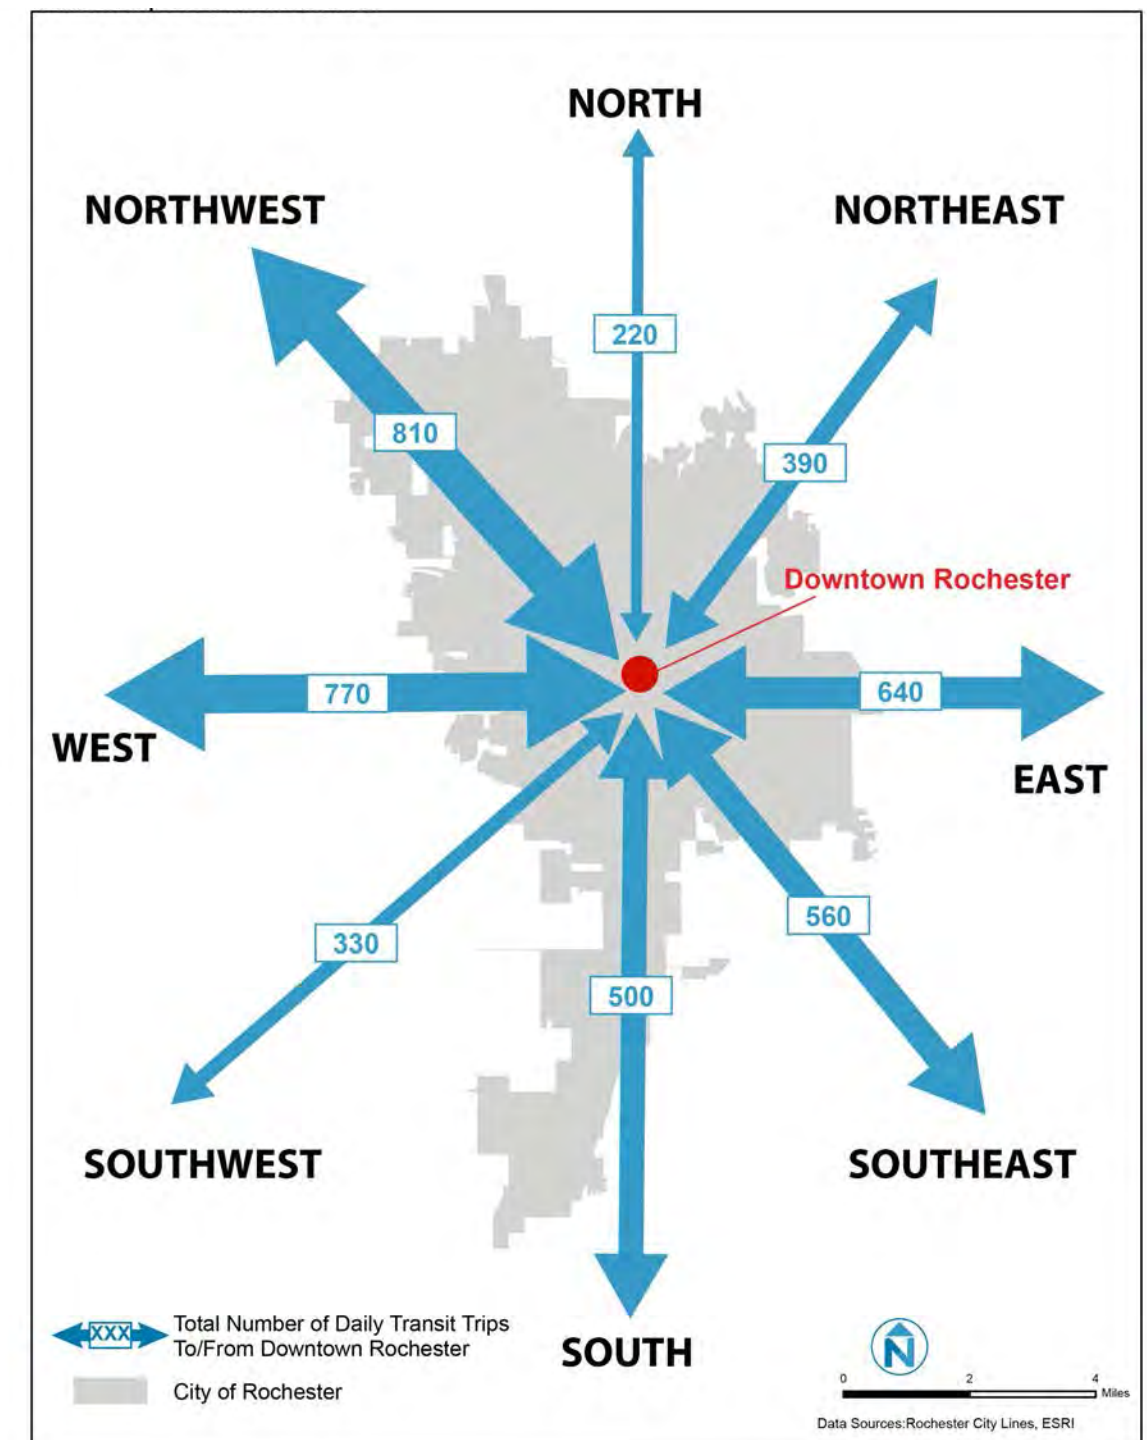 NORTH
NORTHWEST
NORTHEAST
220
810
390
Downtown Rochester
770
640
WEST
EAST
560
330
500
SOUTHWEST
SOUTHEAST
XXX
Total Number of Daily Transit Trips
To/From Downtown Rochester
SOUTH
N
City of Rochester
0 2 4
Miles
Data Sources:Rochester City Lines, ESRI